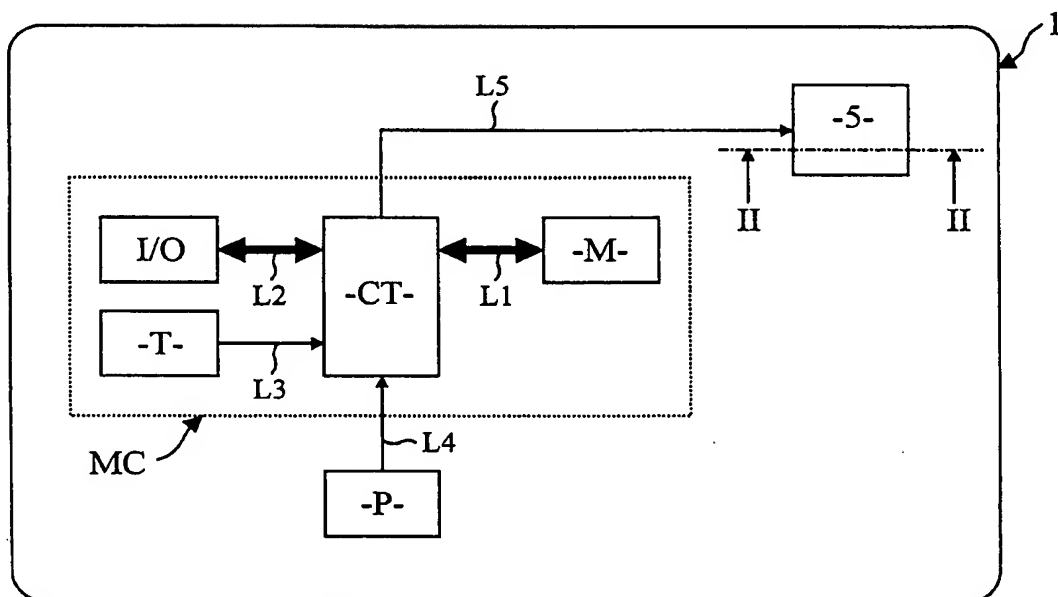 1
L5
-5-
II
II
I/O
L2
-CT-
L1
-M-
-T-
L3
MC
L4
-P-